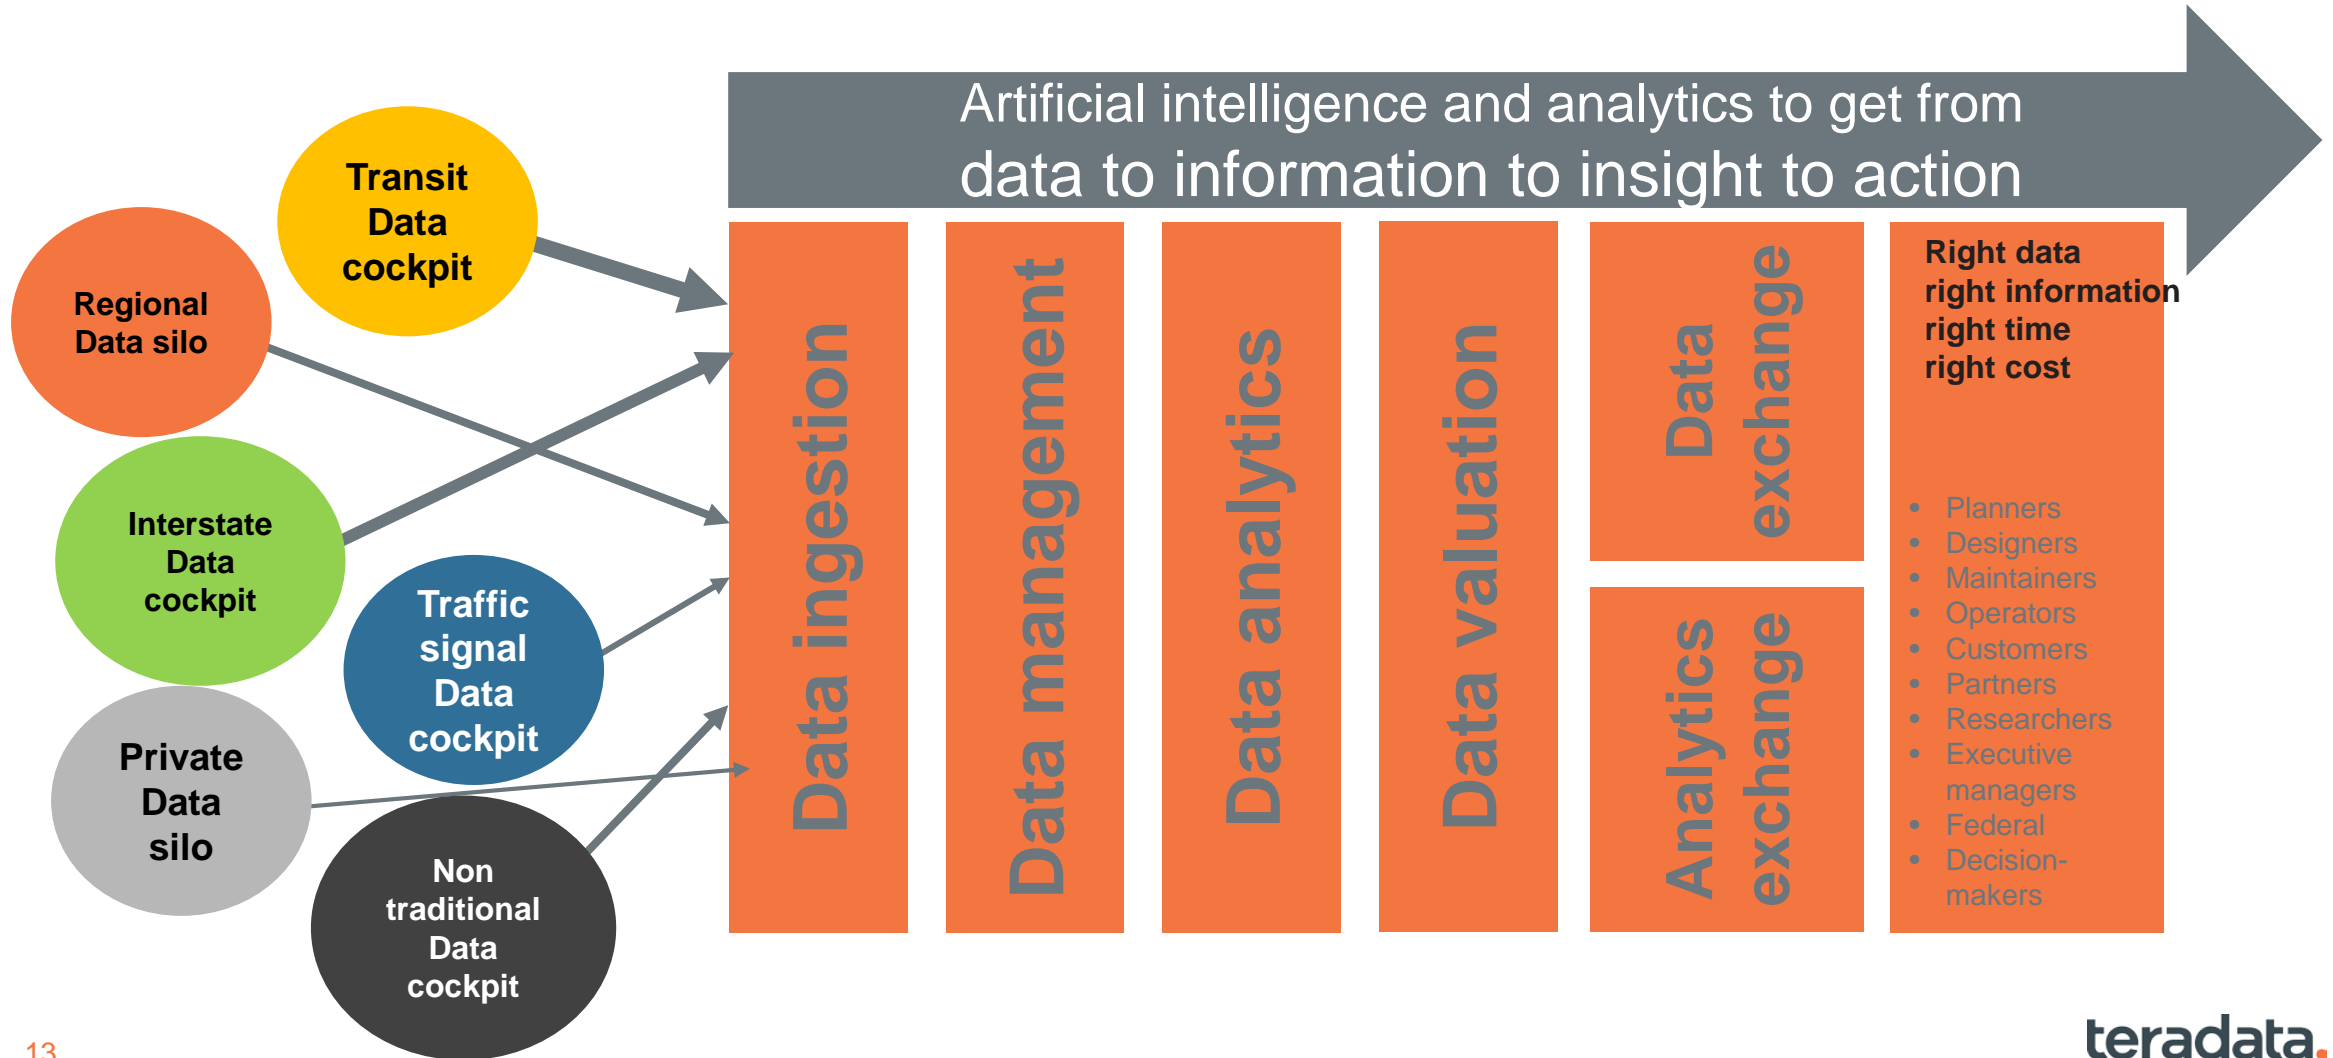 Artificial intelligence and analytics to get from
data to information to insight to action
Transit
Data
cockpit
Regional
Data silo
Interstate
Data
cockpit
Traffic
signal
Data
cockpit
Private
Data
silo
Non
traditional
Data
cockpit
Data ingestion
Data management
Data analytics
Data valuation
Data
exchange
Analytics
exchange
Right data
right information
right time
right cost
• Planners
• Designers
• Maintainers
• Operators
• Customers
• Partners
• Researchers
• Executive
managers
• Federal
• Decision-
makers
13
teradata.